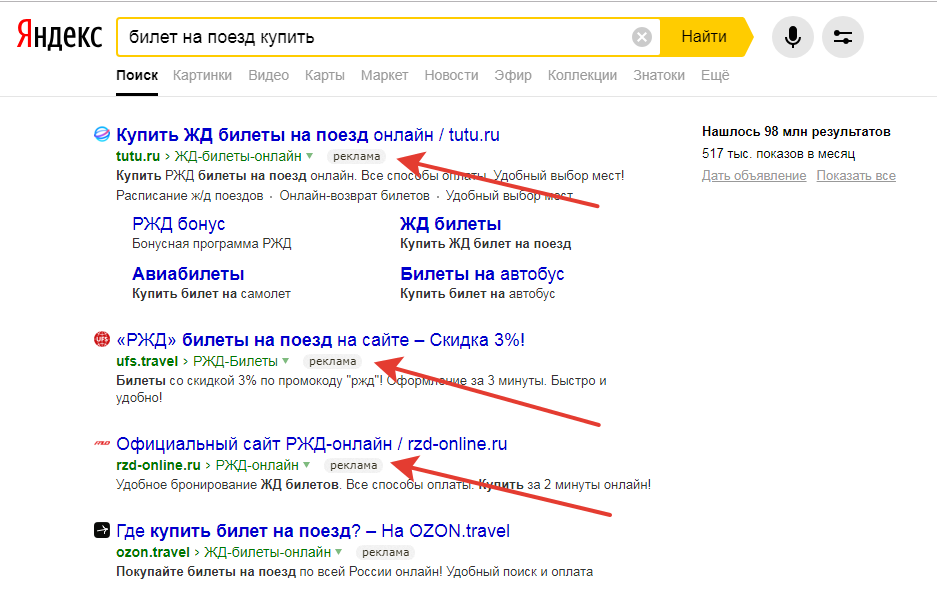 Яндекс
билет на поезд купить
Найти
Поиск Картинки Видео Карты Маркет Новости Эфир Коллекции Знатоки Ещё
Купить ЖД билеты на поезд онлайн / tutu.ru
tutu.ru › ЖД-билеты-онлайн реклама
Купить РЖД билеты на поезд онлайн. Все способы оплаты. Удобный выбор мест!
Расписание ж/д поездов · Онлайн-возврат билетов · Удобный выбор мест
РЖД бонус
Бонусная программа РЖД
ЖД билеты
Купить ЖД билет на поезд
Авиабилеты
Купить билет на самолет
Билеты на автобус
Купить билет на автобус
UFS
«РЖД» билеты на поезд на сайте – Скидка 3%!
ufs.travel › РЖД-Билеты реклама
Билеты со скидкой 3% по промокоду "ржд"! Оформление за 3 минуты. Быстро и
удобно!
Официальный сайт РЖД-онлайн / rzd-online.ru
rzd-online.ru › РЖД-онлайн реклама
Удобное бронирование ЖД билетов. Все способы оплаты. Купить за 2 минуты онлайн!
Где купить билет на поезд? – На OZON.travel
ozon.travel › ЖД-билеты-онлайн реклама
Покупайте билеты на поезд по всей России онлайн! Удобный поиск и оплата
Нашлось 98 млн результатов
517 тыс. показов в месяц
Дать объявление Показать все